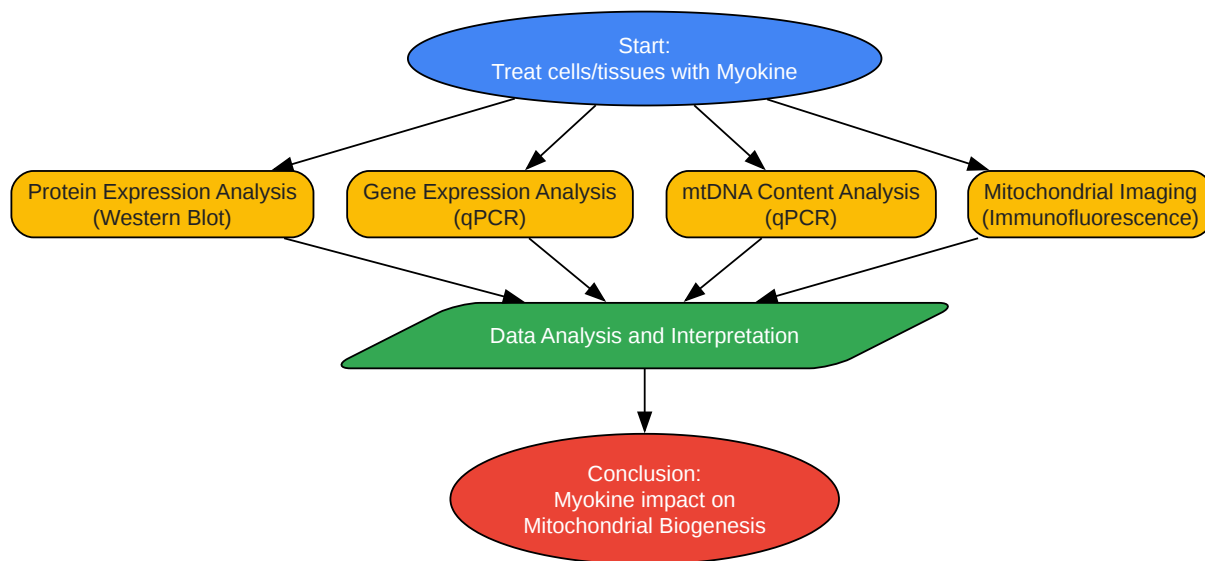 Start:
Treat cells/tissues with Myokine
Protein Expression Analysis
(Western Blot)
Gene Expression Analysis
(qPCR)
mtDNA Content Analysis
(qPCR)
Mitochondrial Imaging
(Immunofluorescence)
Data Analysis and Interpretation
Conclusion:
Myokine impact on
Mitochondrial Biogenesis